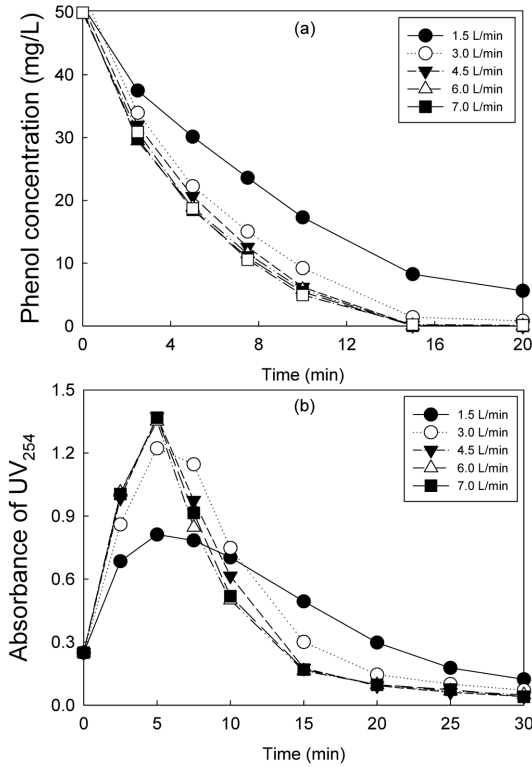 (a)
1.5 L/min
3.0 L/min
4.5 L/min
6.0 L/min
7.0 L/min
Phenol concentration (mg/L)
50
40
30
20
10
0
0 4 8 12 16 20
Time (min)
(b)
1.5 L/min
3.0 L/min
4.5 L/min
6.0 L/min
7.0 L/min
Absorbance of UV254
1.5
1.2
0.9
0.6
0.3
0.0
0 5 10 15 20 25 30
Time (min)